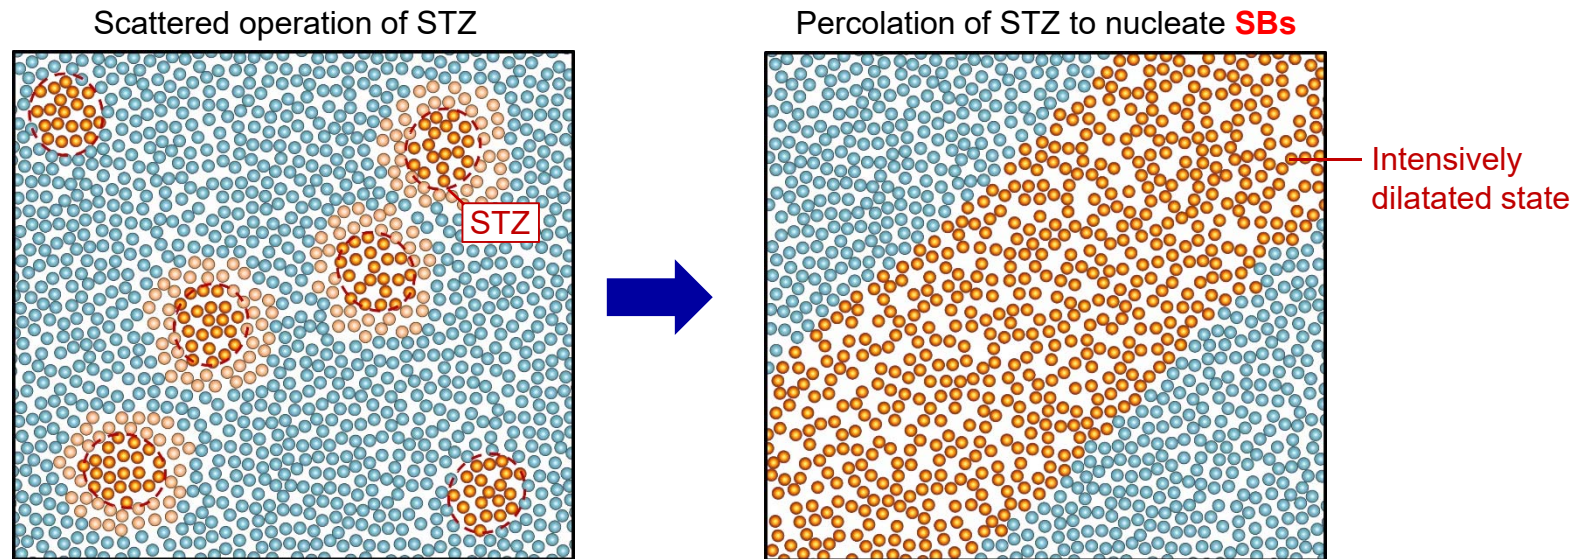 Scattered operation of STZ
Percolation of STZ to nucleate SBs
STZ
Intensively
dilatated state